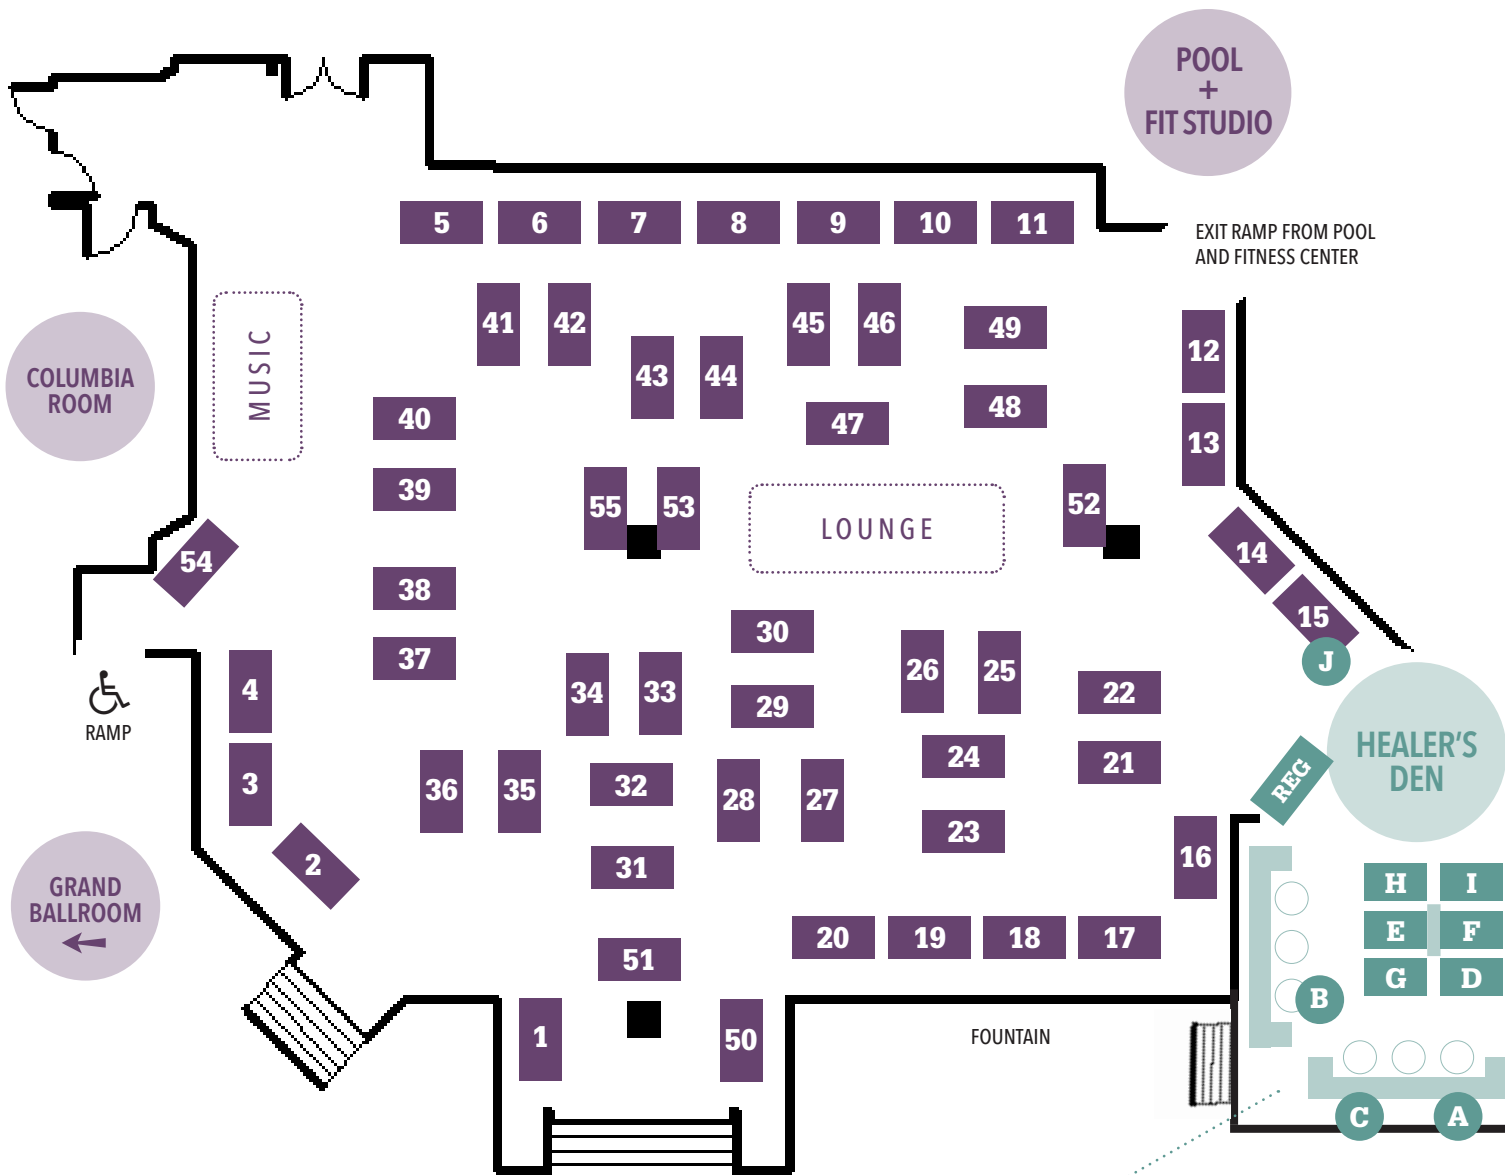 POOL
+
FIT STUDIO
5 6 7 8 9 10 11
EXIT RAMP FROM POOL
AND FITNESS CENTER
41 42 45 46 49
43 44 12
MUSIC
COLUMBIA
ROOM
40 47 48 13
39 55 53 52
LOUNGE
54 14
38 15
30
37 J
34 33 26 25
4 22
29
RAMP
24 21
HEALER'S
DEN
3 36 35 32 28 27 REG
23
2 31 16
GRAND
BALLROOM
H I
E F
20 19 18 17
51
G D
B
1 50
FOUNTAIN
C A